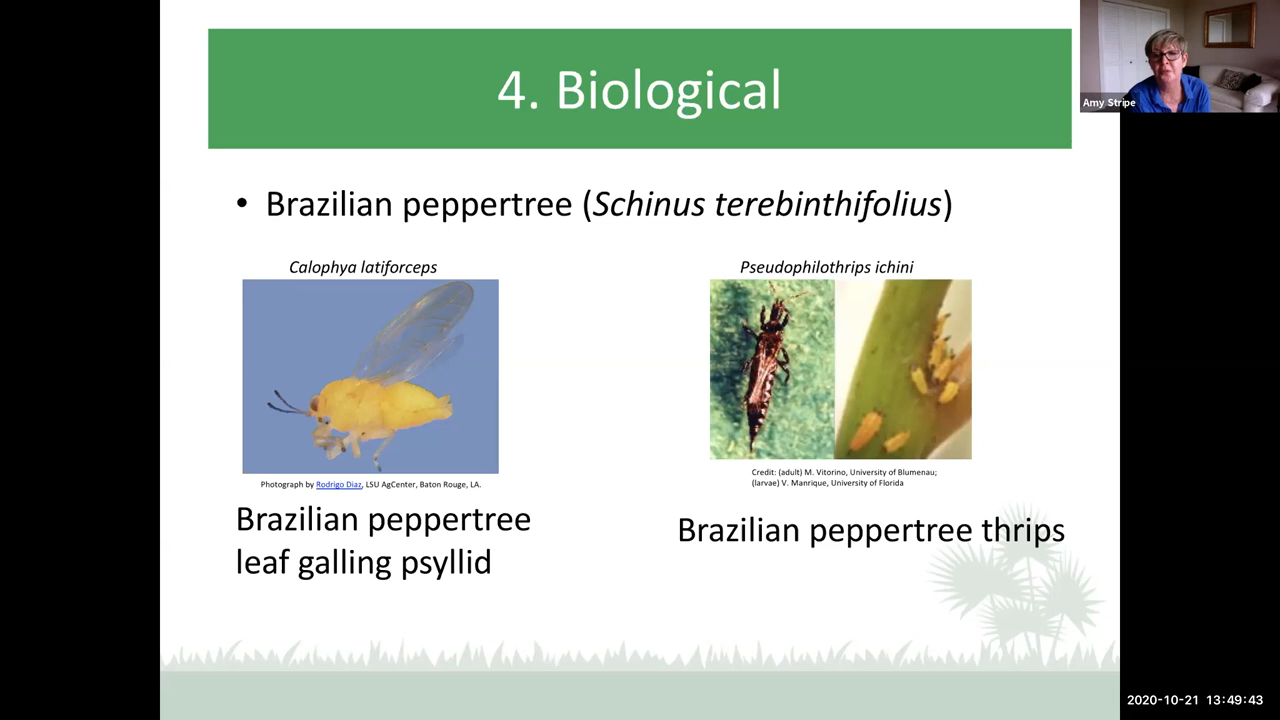 4. Biological
Amy Stripe
• Brazilian peppertree (Schinus terebinthifolius)
Calophya latiforceps
Pseudophilothrips ichini
Photograph by Rodrigo Diaz, LSU AgCenter, Baton Rouge, LA.
Credit: (adult) M. Vitorino, University of Blumenau;
(larvae) V. Manrique, University of Florida
Brazilian peppertree
leaf galling psyllid
Brazilian peppertree thrips
2020-10-21 13:49:43